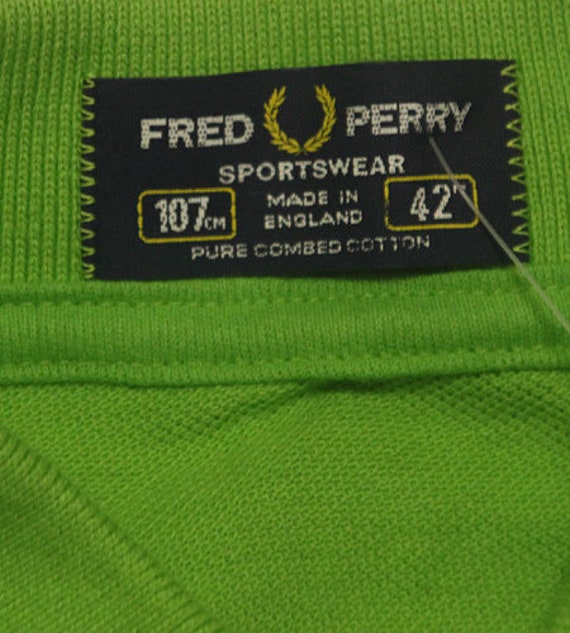 FRED PERRY
SPORTSWEAR
107CM MADE IN ENGLAND 42"
PURE COMBED COTTON